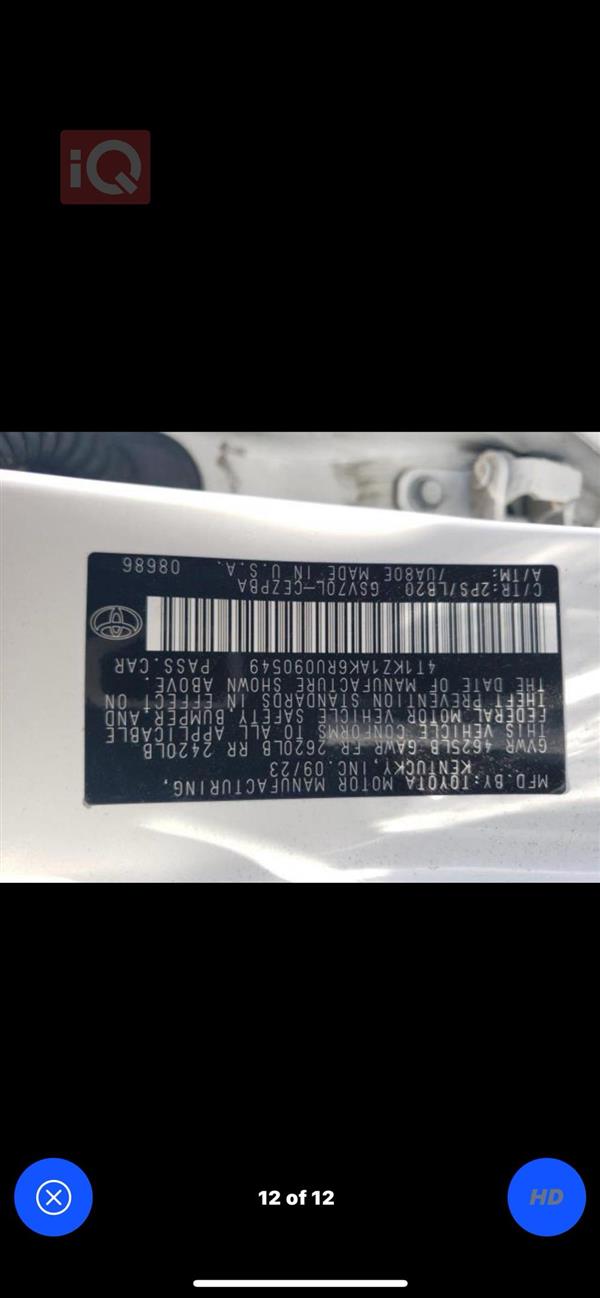 iQ
MFD.BY:TOYOTA MOTOR MANUFACTURING,
KENTUCKY,INC.09/23
GVWR 4625LB GAWR FR 2620LB RR 2420LB
THIS VEHICLE CONFORMS TO ALL APPLICABLE
FEDERAL MOTOR VEHICLE SAFETY BUMPER,AND
THEFT PREVENTION STANDARDS IN EFFECT ON
THE DATE OF MANUFACTURE SHOWN ABOVE.
4T1KZ1AK6RU090549 PASS.CAR
C/TR:2PS/LB20 GSV70L-CEZPBA
A/TM: /UA80E MADE IN U.S.A. 08686
12 of 12
HD